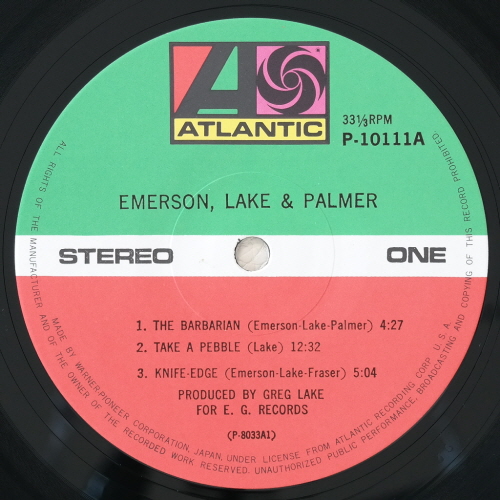 ATLANTIC
33⅓RPM
P-10111A
EMERSON, LAKE & PALMER
STEREO
ONE
1. THE BARBARIAN (Emerson-Lake-Palmer) 4:27
2. TAKE A PEBBLE (Lake) 12:32
3. KNIFE-EDGE (Emerson-Lake-Fraser) 5:04
PRODUCED BY GREG LAKE
FOR E. G. RECORDS
(P-8033A1)
ALL RIGHTS OF THE MANUFACTURER AND OF THE OWNER OF THE RECORDED WORK RESERVED. UNAUTHORIZED PUBLIC PERFORMANCE, BROADCASTING AND COPYING OF THIS RECORD PROHIBITED.
MADE BY WARNER-PIONEER CORPORATION, JAPAN, UNDER LICENSE FROM ATLANTIC RECORDING CORP. U.S.A.